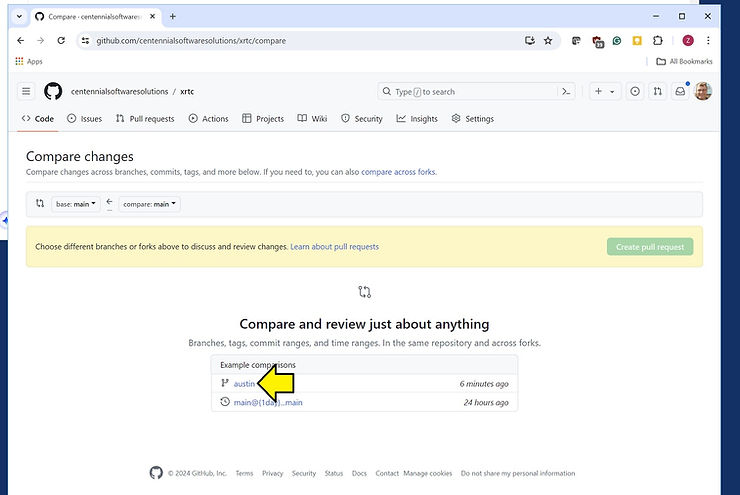 Compare · centennialsoftwares
github.com/centennialsoftwaresolutions/xrtc/compare
Z
Apps
All Bookmarks
centennialsoftwaresolutions / xrtc
Type / to search
Code Issues Pull requests Actions Projects Wiki Security Insights Settings
Compare changes
Compare changes across branches, commits, tags, and more below. If you need to, you can also compare across forks.
base: main compare: main
Choose different branches or forks above to discuss and review changes. Learn about pull requests
Create pull request
Compare and review just about anything
Branches, tags, commit ranges, and time ranges. In the same repository and across forks.
Example comparisons
austin 6 minutes ago
main@{1day}...main 24 hours ago
© 2024 GitHub, Inc. Terms Privacy Security Status Docs Contact Manage cookies Do not share my personal information